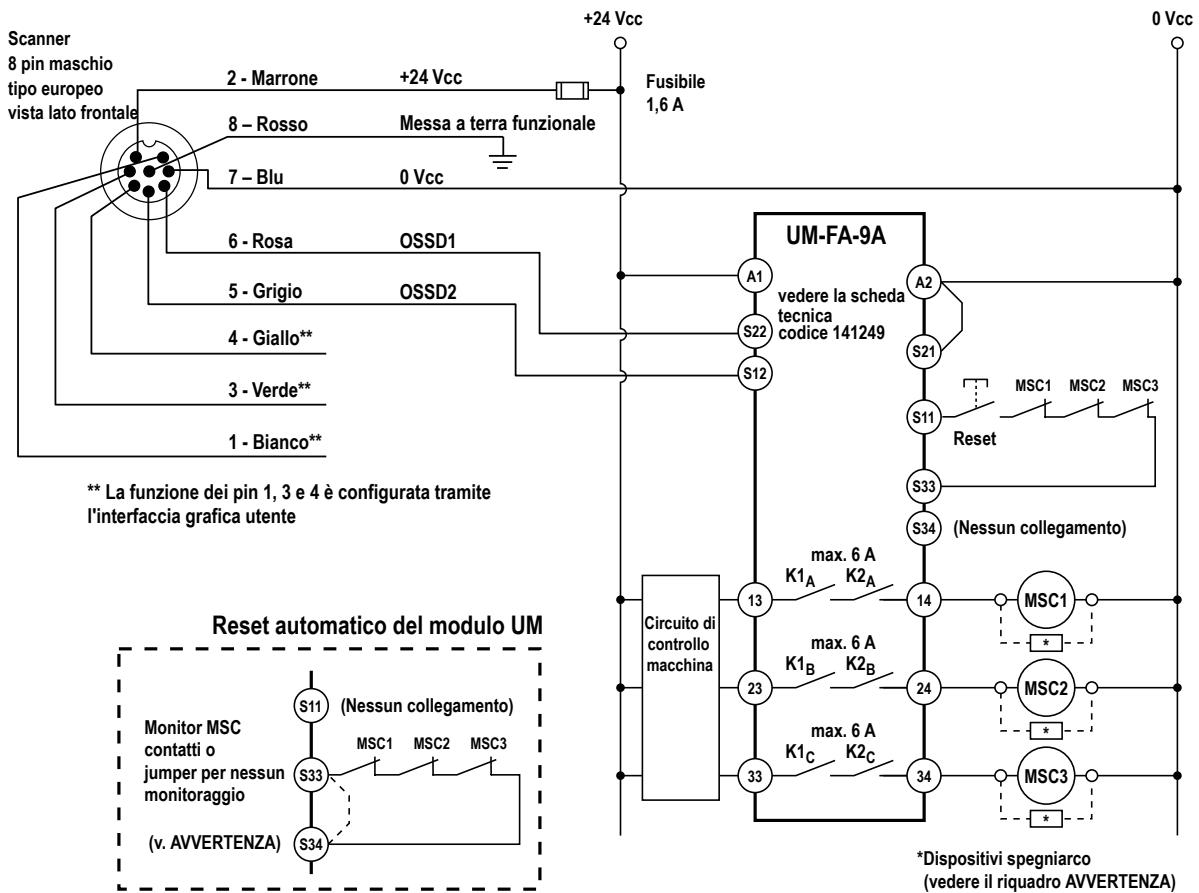 +24 Vcc
0 Vcc
Scanner
8 pin maschio
tipo europeo
vista lato frontale
2 - Marrone
+24 Vcc
Fusibile
1,6 A
8 – Rosso
Messa a terra funzionale
7 – Blu
0 Vcc
6 - Rosa
OSSD1
5 - Grigio
OSSD2
4 - Giallo**
3 - Verde**
1 - Bianco**
** La funzione dei pin 1, 3 e 4 è configurata tramite
l'interfaccia grafica utente
UM-FA-9A
A1
A2
vedere la scheda
tecnica
codice 141249
S22
S21
S12
S11
Reset
MSC1
MSC2
MSC3
S33
S34
(Nessun collegamento)
Circuito di
controllo
macchina
max. 6 A
K1A
K2A
13
14
MSC1
*
max. 6 A
K1B
K2B
23
24
MSC2
*
max. 6 A
K1C
K2C
33
34
MSC3
*
*Dispositivi spegniarco
(vedere il riquadro AVVERTENZA)
Reset automatico del modulo UM
S11
(Nessun collegamento)
Monitor MSC
contatti o
jumper per nessun
monitoraggio
MSC1
MSC2
MSC3
S33
(v. AVVERTENZA)
S34